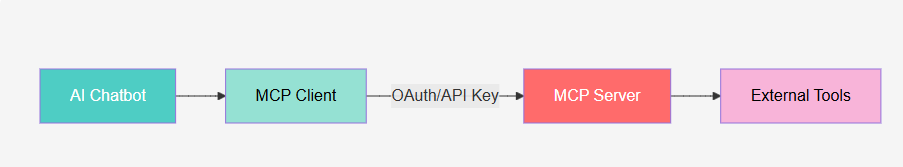 AI Chatbot
MCP Client
OAuth/API Key
MCP Server
External Tools